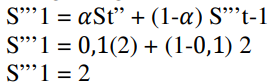 S”’1 = αSt” + (1-α) S”’t-1
S”’1 = 0,1(2) + (1-0,1) 2
S”’1 = 2